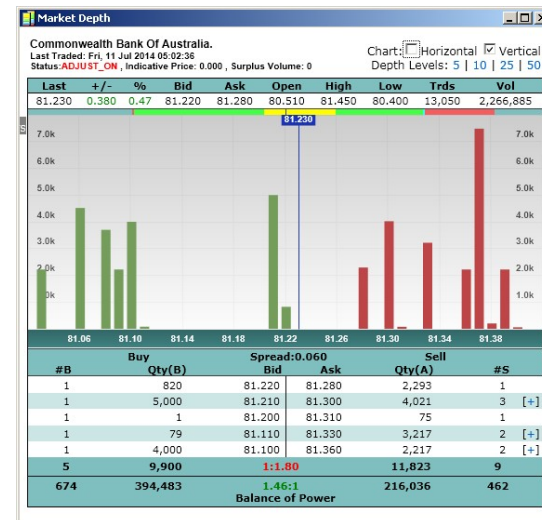 Market Depth
Commonwealth Bank Of Australia.
Last Traded: Fri, 11 Jul 2014 05:02:36
Status:ADJUST_ON , Indicative Price: 0.000 , Surplus Volume: 0
Chart: Horizontal Vertical
Depth Levels: 5 | 10 | 25 | 50
Last +/- % Bid Ask Open High Low Trds Vol
81.230 0.380 0.47 81.220 81.280 80.510 81.450 80.400 13,050 2,266,885
81.230
7.0k 7.0k
6.0k 6.0k
5.0k 5.0k
4.0k 4.0k
3.0k 3.0k
2.0k 2.0k
0k 1.0k
81.06 81.10 81.14 81.18 81.22 81.26 81.30 81.34 81.38
Buy Spread:0.060 Sell
#B Qty(B) Bid Ask Qty(A) #S
1 820 81.220 81.280 2,293 1
1 5,000 81.210 81.300 4,021 3 [+]
1 1 81.200 81.310 75 1
1 79 81.110 81.330 3,217 2 [+]
1 4,000 81.100 81.360 2,217 2 [+]
5 9,900 1:1.80 11,823 9
674 394,483 1.46:1 216,036 462
Balance of Power